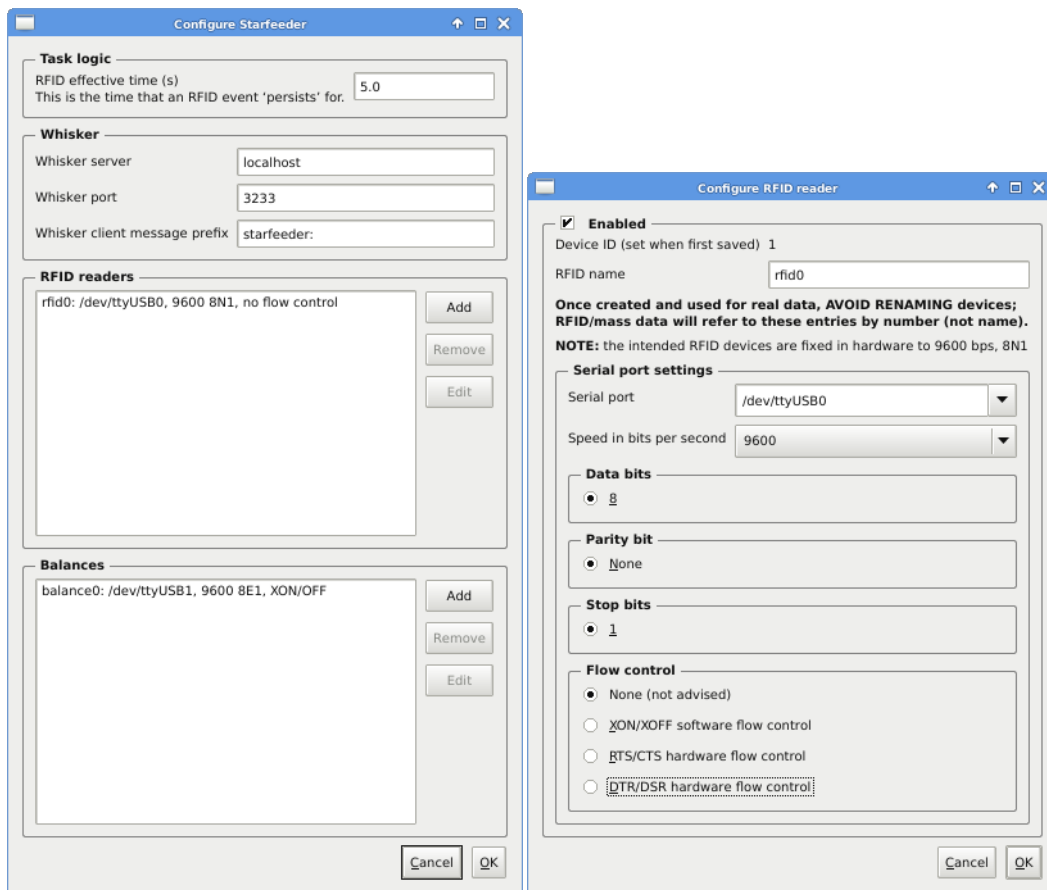 Configure Starfeeder
Task logic
RFID effective time (s)
This is the time that an RFID event ‘persists’ for.
5.0
Whisker
Whisker server
localhost
Whisker port
3233
Whisker client message prefix
starfeeder:
RFID readers
rfid0: /dev/ttyUSB0, 9600 8N1, no flow control
Add
Remove
Edit
Balances
balance0: /dev/ttyUSB1, 9600 8E1, XON/OFF
Add
Remove
Edit
Cancel
OK
Configure RFID reader
Enabled
Device ID (set when first saved) 1
RFID name
rfid0
Once created and used for real data, AVOID RENAMING devices;
RFID/mass data will refer to these entries by number (not name).
NOTE: the intended RFID devices are fixed in hardware to 9600 bps, 8N1
Serial port settings
Serial port
/dev/ttyUSB0
Speed in bits per second
9600
Data bits
8
Parity bit
None
Stop bits
1
Flow control
None (not advised)
XON/XOFF software flow control
RTS/CTS hardware flow control
DTR/DSR hardware flow control
Cancel
OK